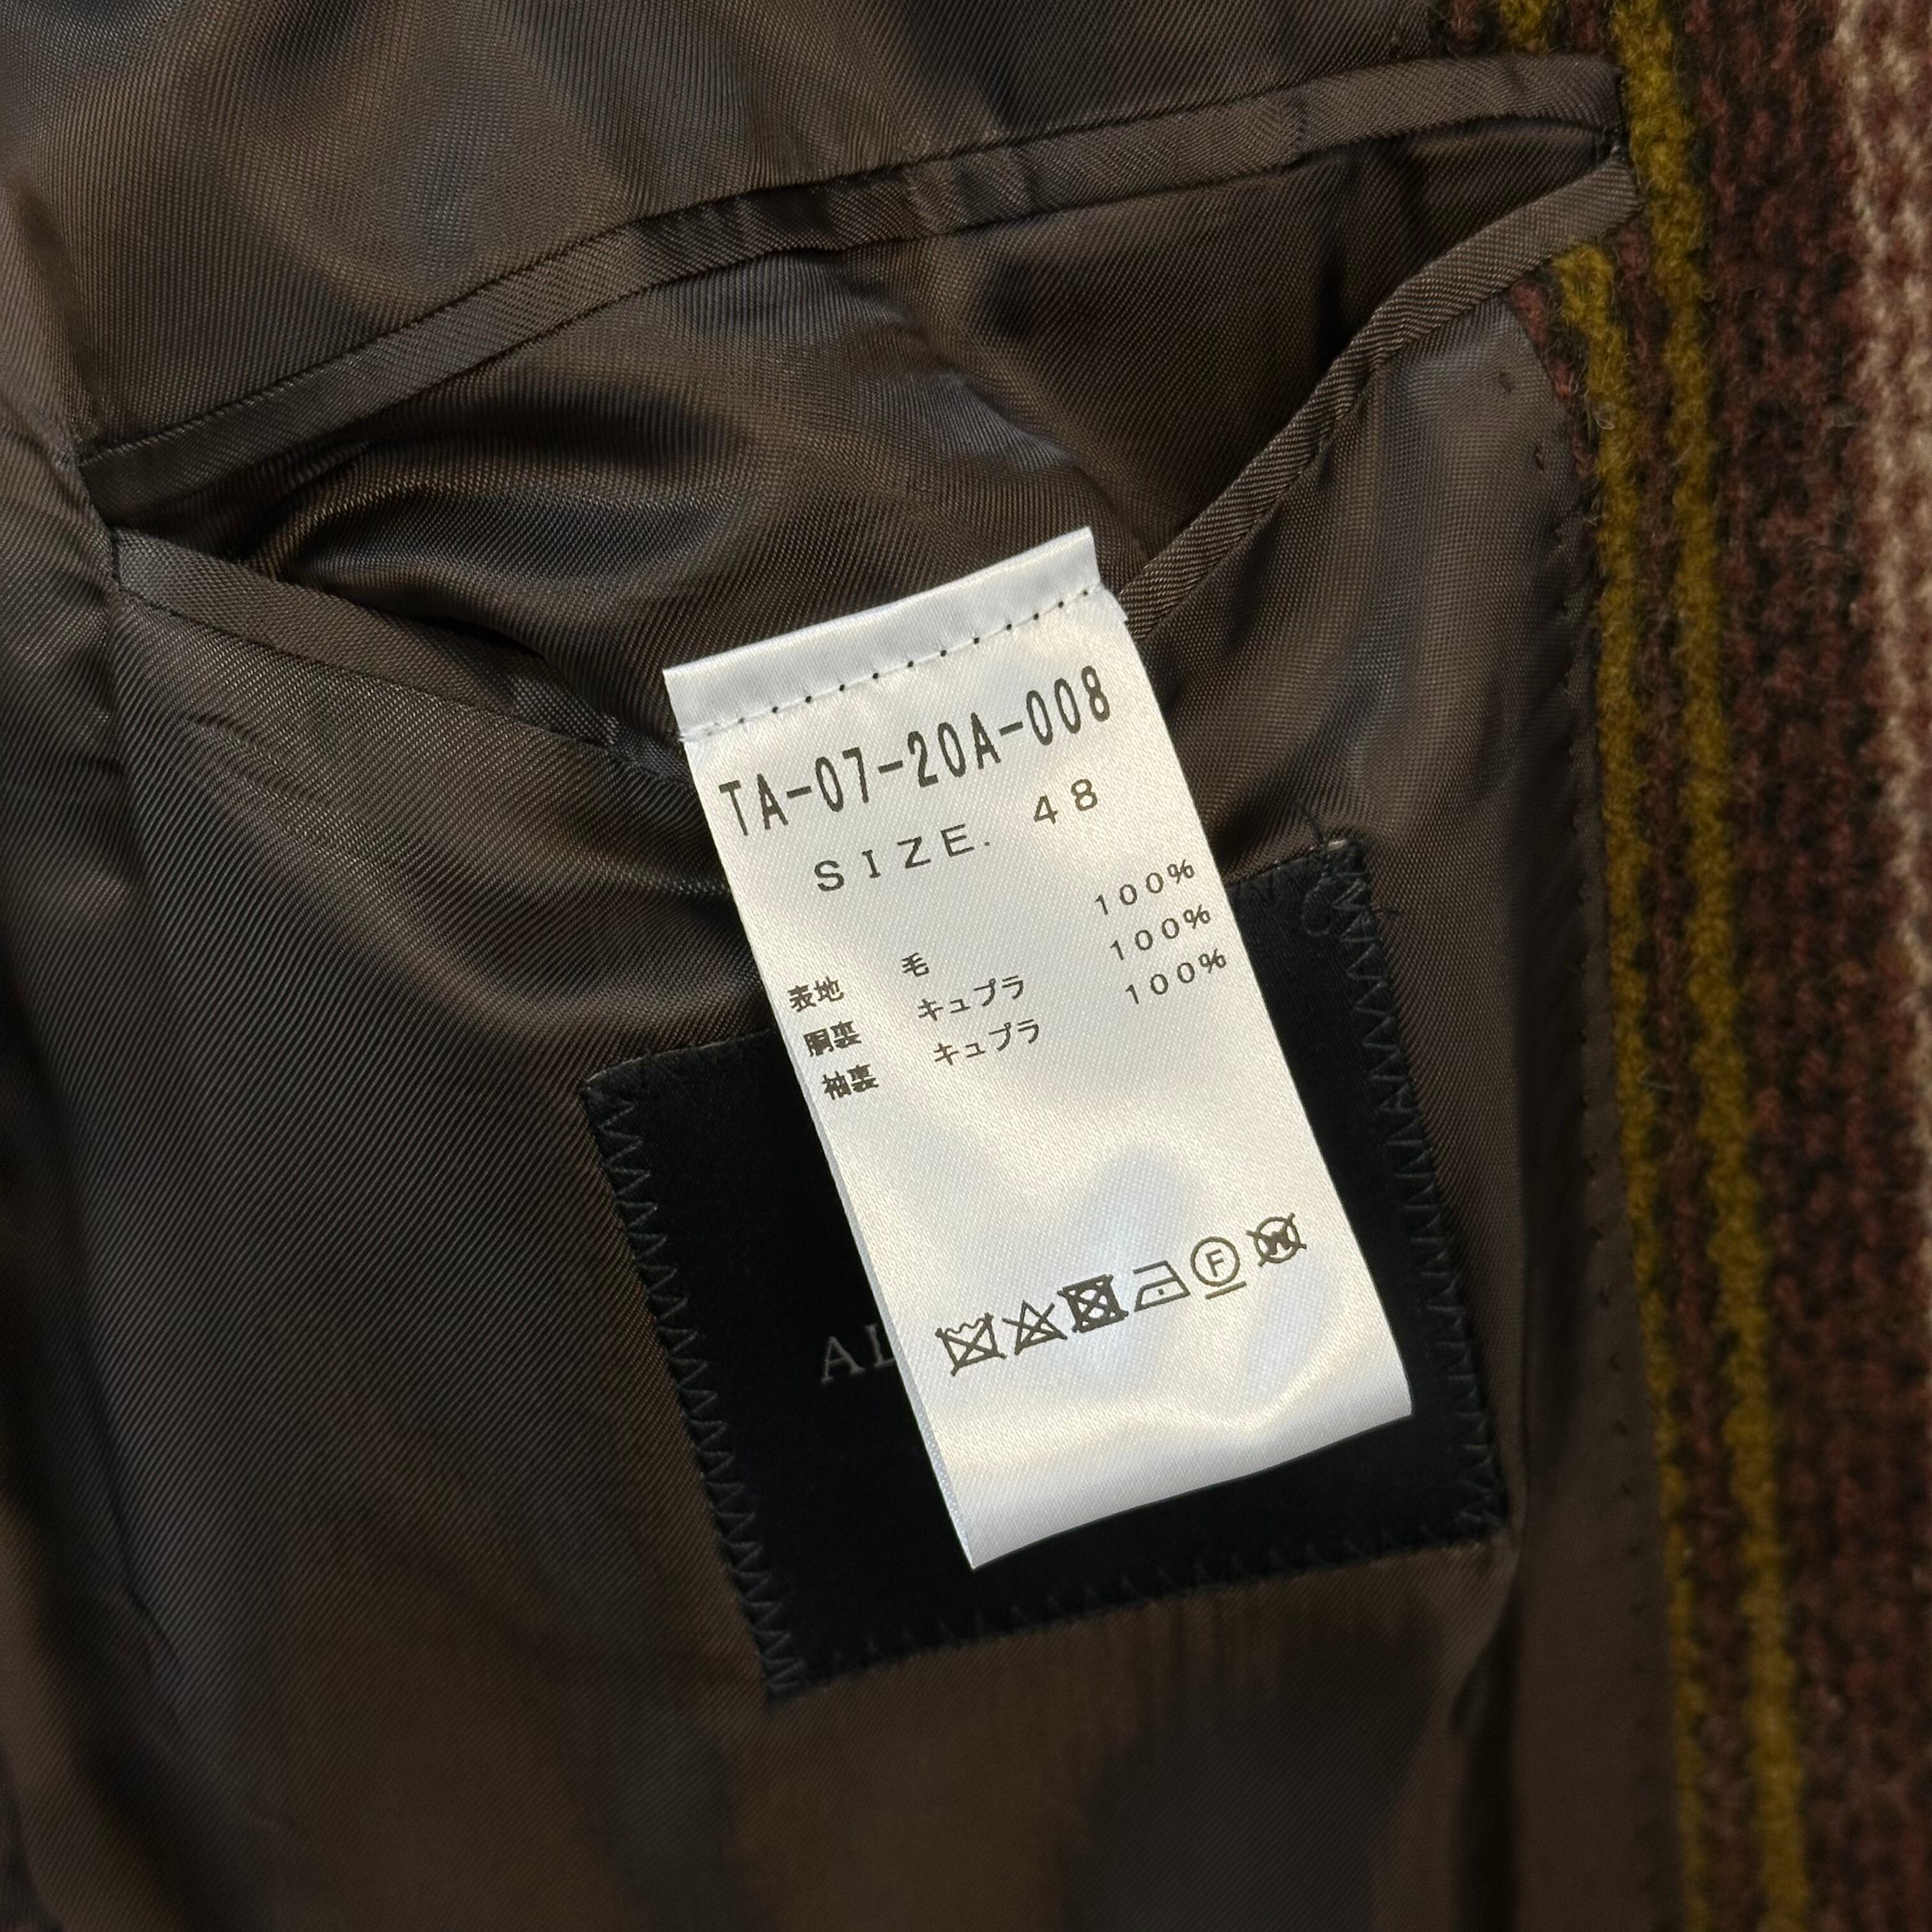 TA-07-20A-008
SIZE. 48
表地 毛 100%
胴裏 キュプラ 100%
袖裏 キュプラ 100%
F
W
AL